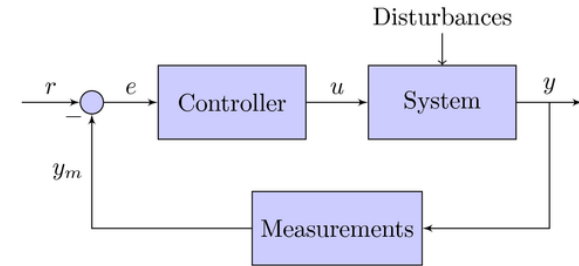 Disturbances
r
e
Controller
u
System
y
−
y_m
Measurements